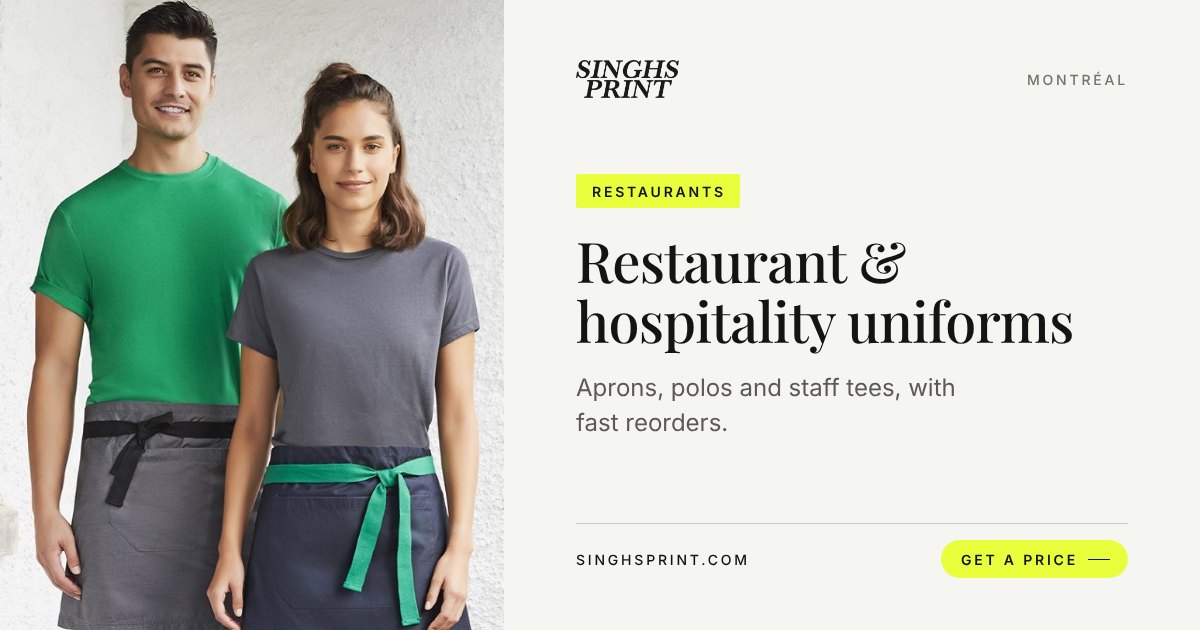 SINGHS
PRINT
MONTRÉAL
RESTAURANTS
Restaurant &
hospitality uniforms
Aprons, polos and staff tees, with
fast reorders.
SINGHSPRINT.COM
GET A PRICE —